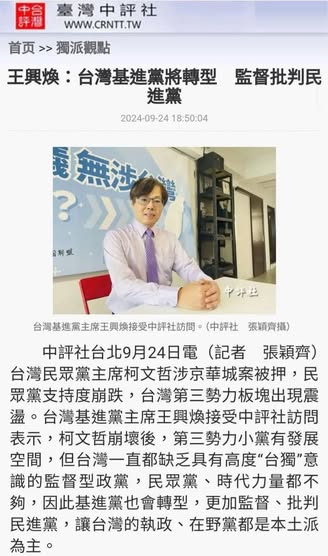 中評
台灣
臺灣中評社
WWW.CRNTT.TW
首页 >> 獨派觀點
王興煥：台灣基進黨將轉型　監督批判民
進黨
2024-09-24 18:50:04
無涉台灣
？
中評社
台灣基進黨主席王興煥接受中評社訪問。（中評社　張穎齊攝）
中評社台北9月24日電（記者　張穎齊）
台灣民眾黨主席柯文哲涉京華城案被押，民
眾黨支持度崩跌，台灣第三勢力板塊出現震
盪。台灣基進黨主席王興煥接受中評社訪問
表示，柯文哲崩壞後，第三勢力小黨有發展
空間，但台灣一直都缺乏具有高度“台獨”意
識的監督型政黨，民眾黨、時代力量都不
夠，因此基進黨也會轉型，更加監督、批判
民進黨，讓台灣的執政、在野黨都是本土派
為主。